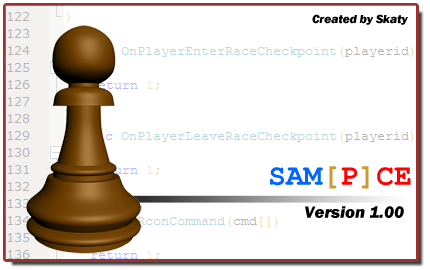 122 }
Created by Skaty
123
124 OnPlayerEnterRaceCheckpoint(playerid)
125
126 return 1;
127
128
129 c OnPlayerLeaveRaceCheckpoint(playerid)
130
131 return 1;
SAM[P]CE
132
133
Version 1.00
134 RconCommand(cmd[])
135
136 return 1;